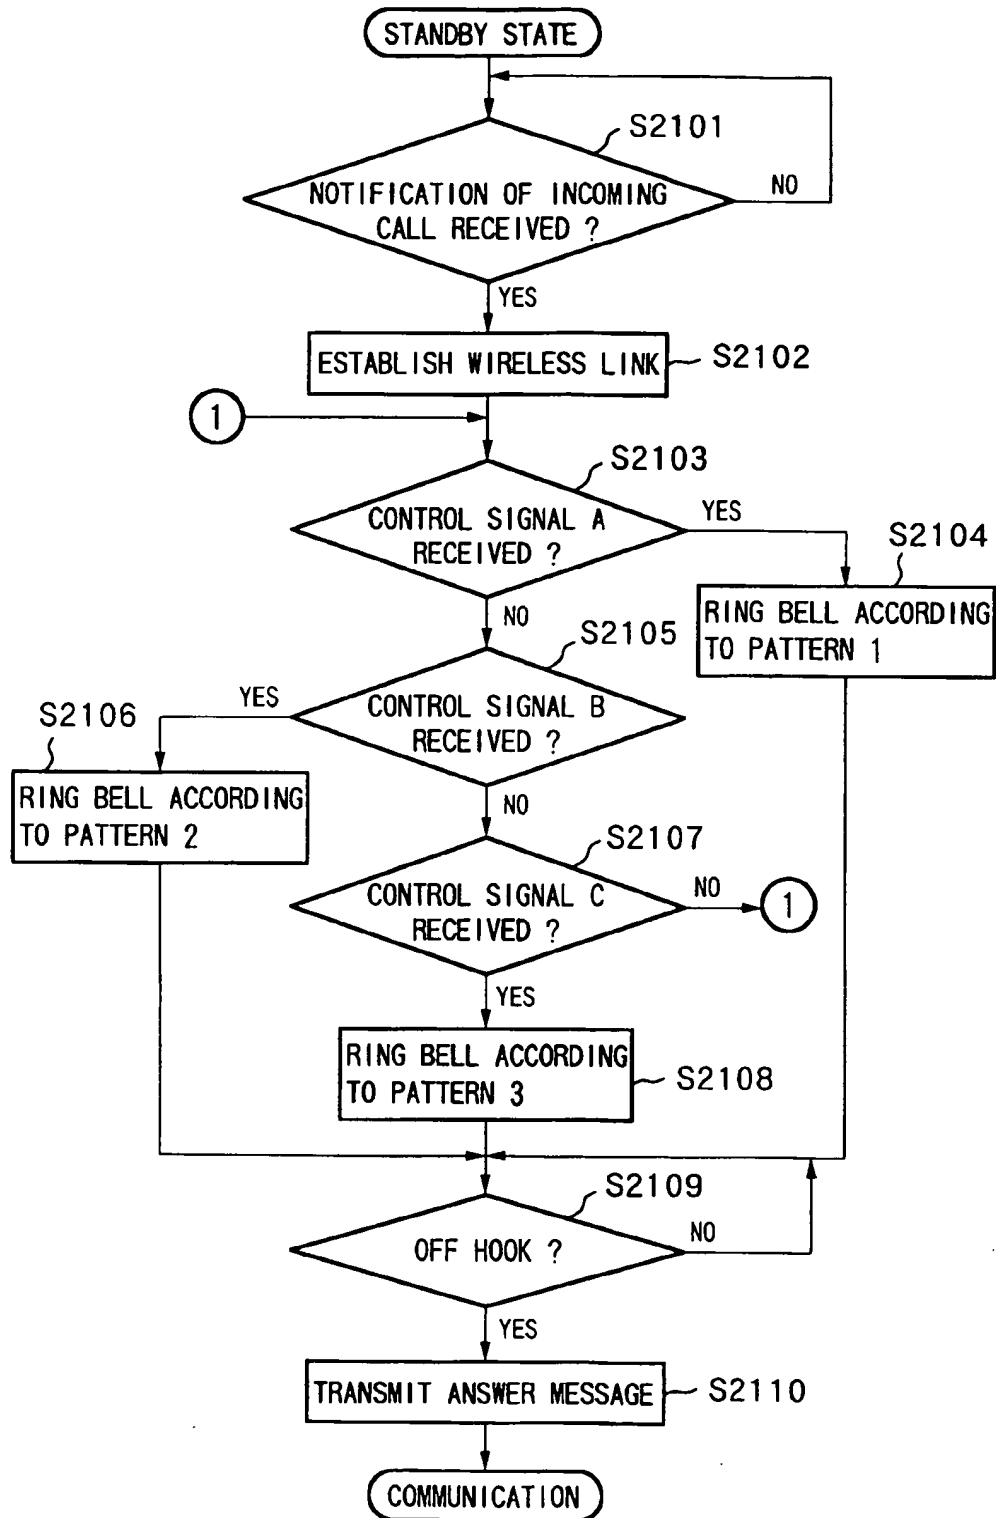 STANDBY STATE
S2101
NOTIFICATION OF INCOMING
CALL RECEIVED ?
NO
YES
ESTABLISH WIRELESS LINK
S2102
1
S2103
CONTROL SIGNAL A
RECEIVED ?
YES
S2104
RING BELL ACCORDING
TO PATTERN 1
NO
S2105
CONTROL SIGNAL B
RECEIVED ?
YES
S2106
RING BELL ACCORDING
TO PATTERN 2
NO
S2107
CONTROL SIGNAL C
RECEIVED ?
NO
1
YES
RING BELL ACCORDING
TO PATTERN 3
S2108
S2109
OFF HOOK ?
NO
YES
TRANSMIT ANSWER MESSAGE
S2110
COMMUNICATION